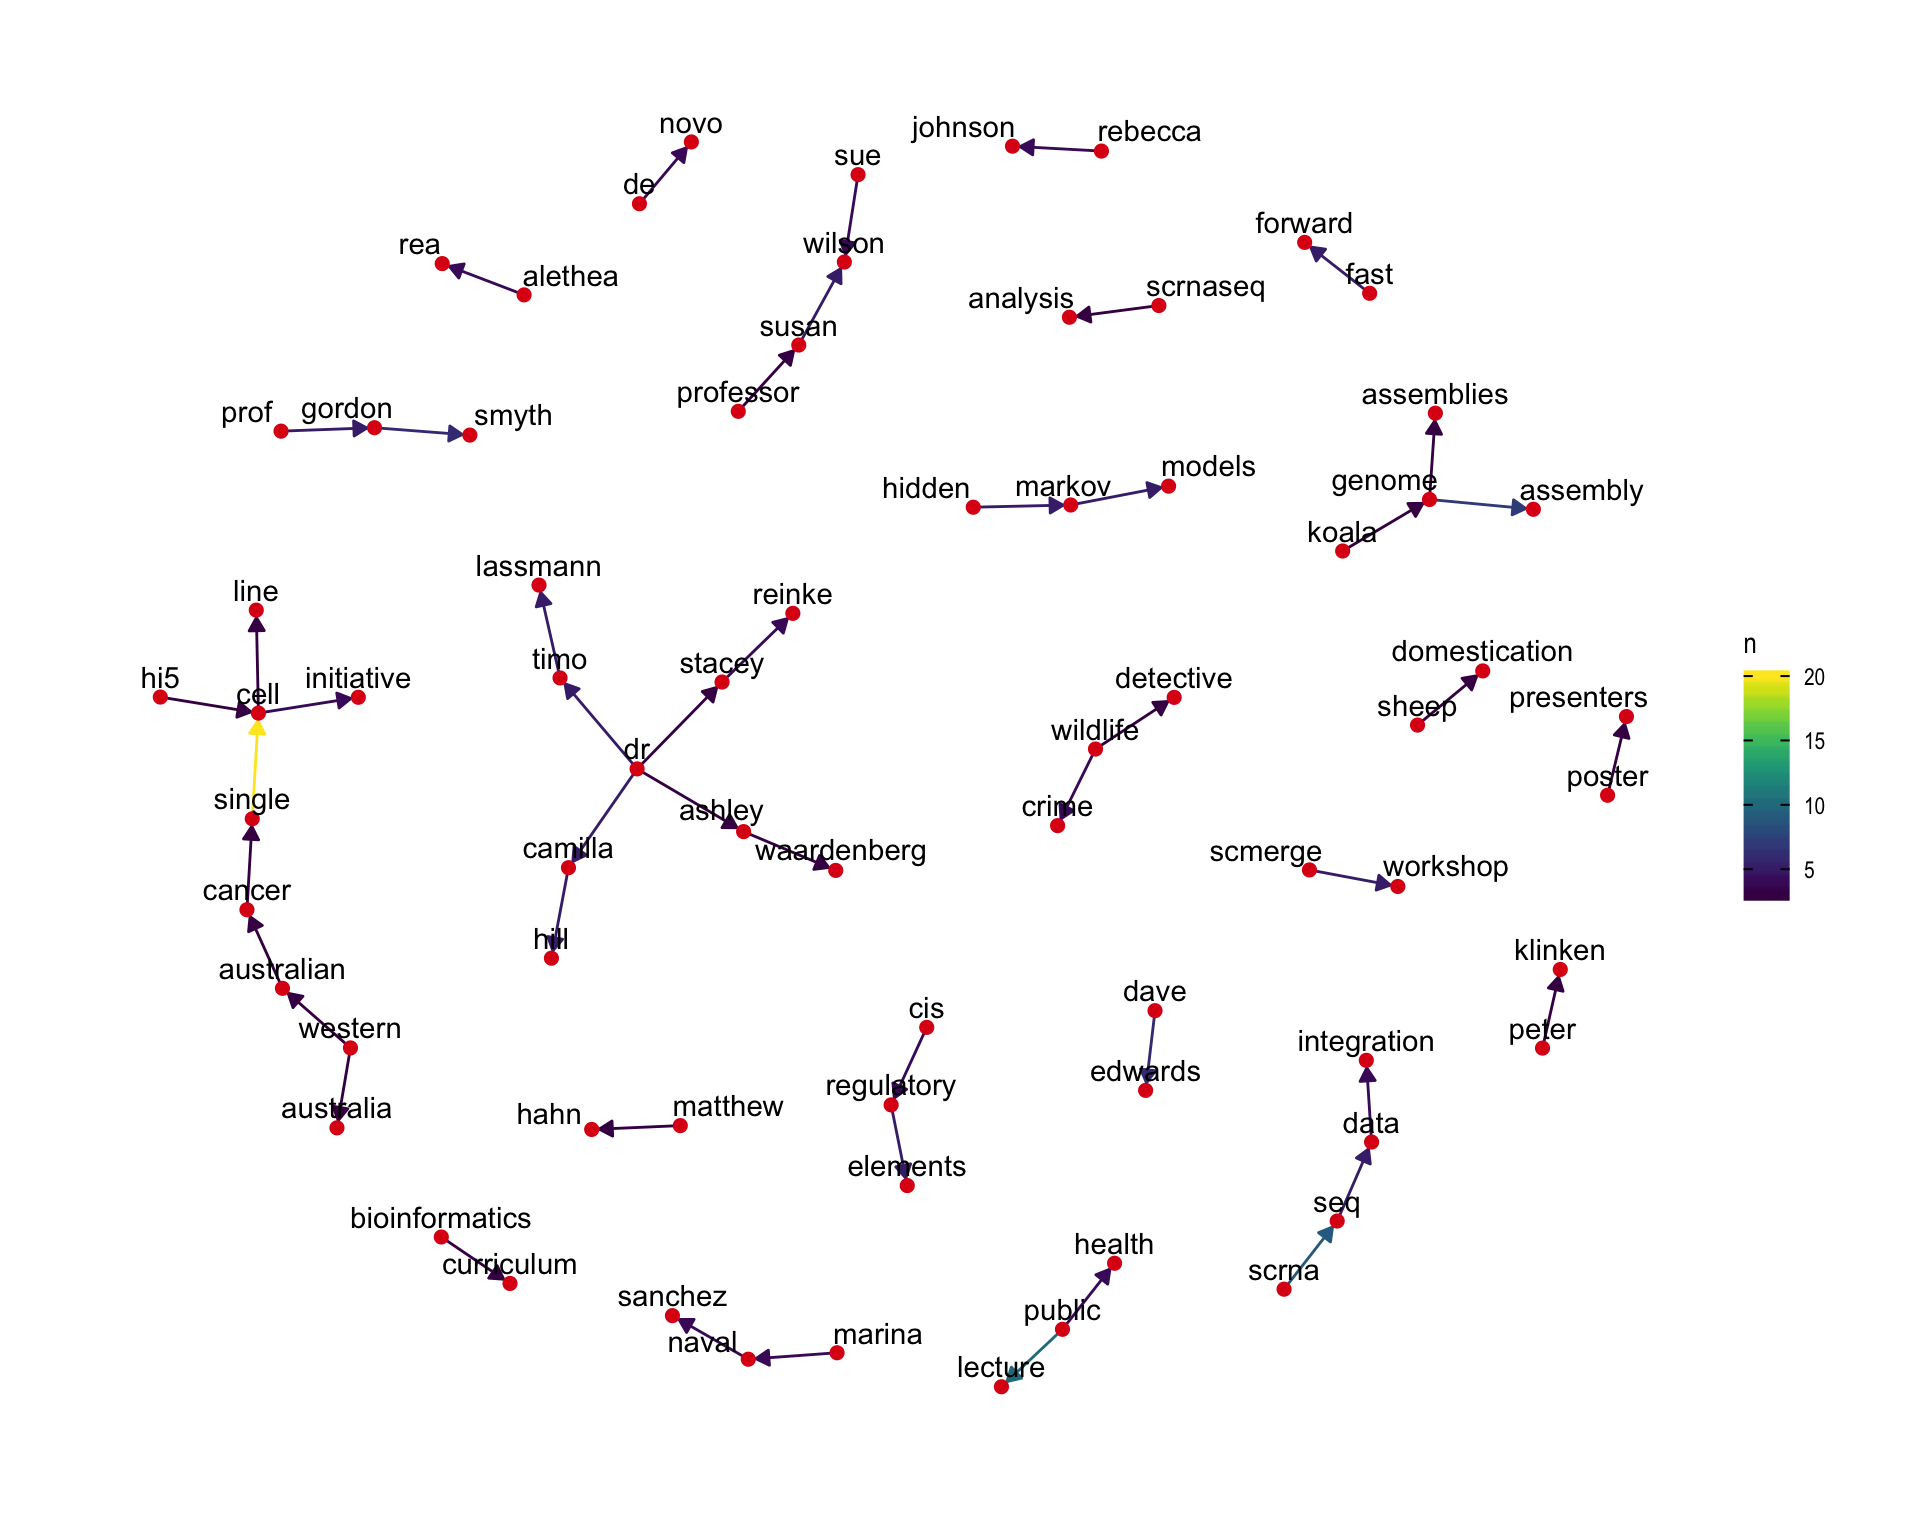 novo
johnson
rebecca
sue
de
forward
rea
wilson
alethea
fast
analysis
scrnaseq
susan
professor
assemblies
prof
gordon
smyth
models
hidden
markov
genome
assembly
koala
lassmann
line
reinke
n
domestication
timo
stacey
hi5
cell
initiative
detective
20
presenters
sheep
wildlife
15
dr
poster
single
crime
10
ashley
camilla
waardenberg
scmerge
workshop
5
cancer
hill
klinken
australian
dave
cis
western
peter
integration
edwards
regulatory
australia
hahn
matthew
data
elements
seq
bioinformatics
health
curriculum
scrna
sanchez
public
naval
marina
lecture